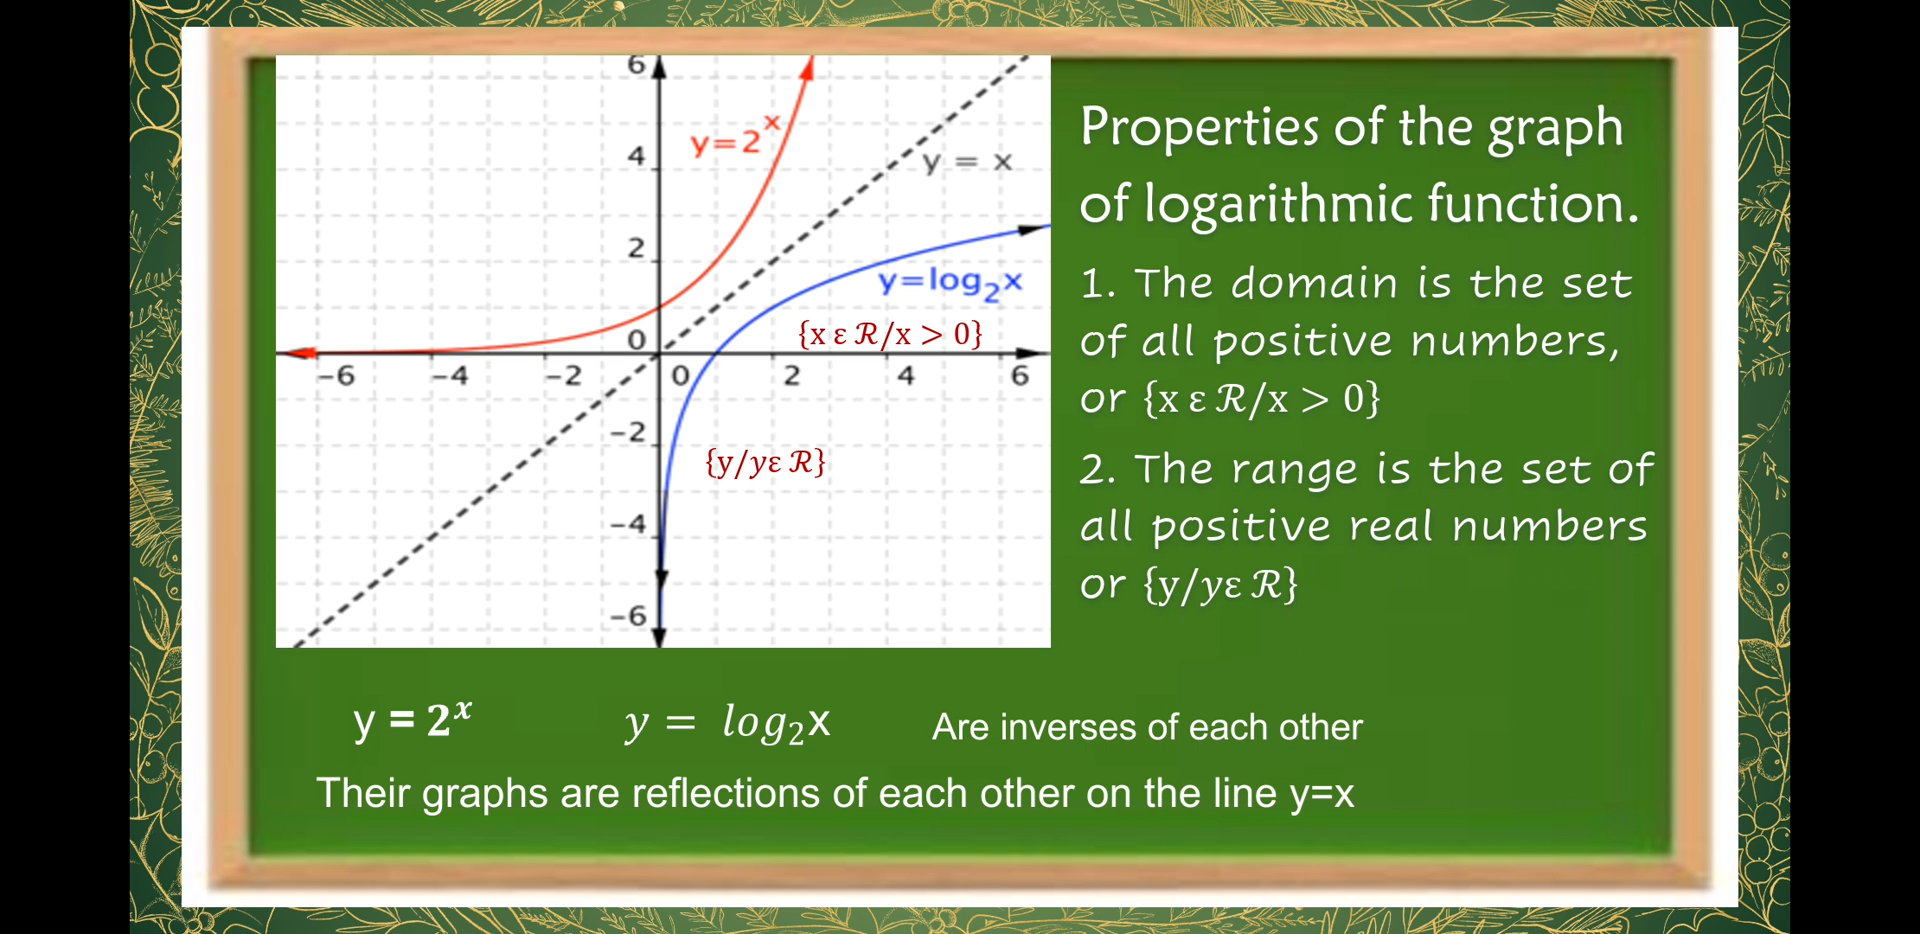 6
y=2ˣ
4
y = x
2
y=log₂x
0
{x ε ℛ/x > 0}
−6 −4 −2 0 2 4 6
−2
{y/yε ℛ}
−4
−6
Properties of the graph
of logarithmic function.
1. The domain is the set
of all positive numbers,
or {x ε ℛ/x > 0}
2. The range is the set of
all positive real numbers
or {y/yε ℛ}
y = 2ˣ y = log₂x Are inverses of each other
Their graphs are reflections of each other on the line y=x